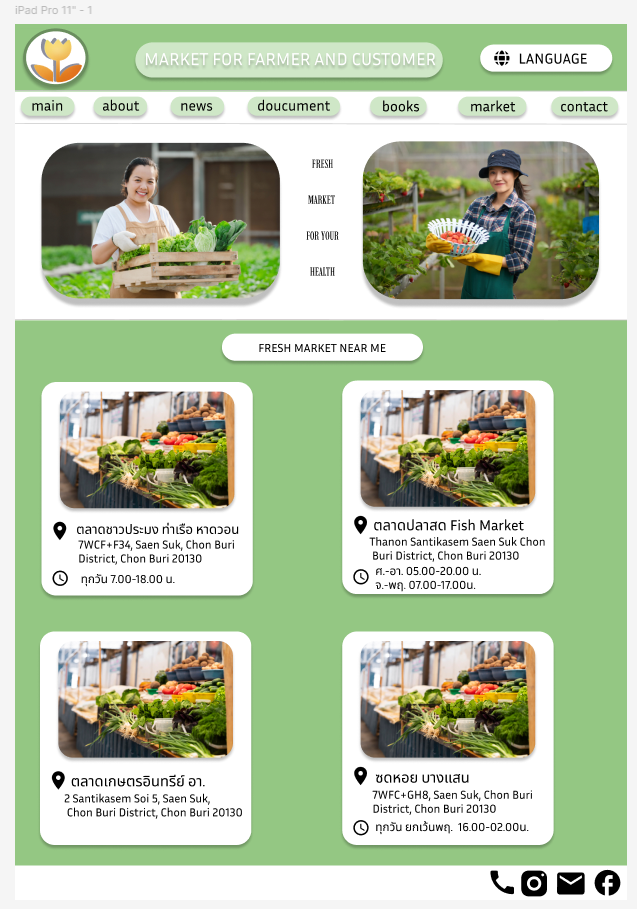 iPad Pro 11" - 1
MARKET FOR FARMER AND CUSTOMER
LANGUAGE
main
about
news
doucument
books
market
contact
FRESH
MARKET
FOR YOUR
HEALTH
FRESH MARKET NEAR ME
ตลาดชาวประมง ท่าเรือ หาดวอน
7WCF+F34, Saen Suk, Chon Buri
District, Chon Buri 20130
ทุกวัน 7.00-18.00 น.
ตลาดปลาสด Fish Market
Thanon Santikasem Saen Suk Chon
Buri District, Chon Buri 20130
ศ.-อา. 05.00-20.00 น.
จ.-พฤ. 07.00-17.00น.
ตลาดเกษตรอินทรีย์ อา.
2 Santikasem Soi 5, Saen Suk,
Chon Buri District, Chon Buri 20130
ซดหอย บางแสน
7WFC+GH8, Saen Suk, Chon Buri
District, Chon Buri 20130
ทุกวัน ยกเว้นพฤ. 16.00-02.00น.